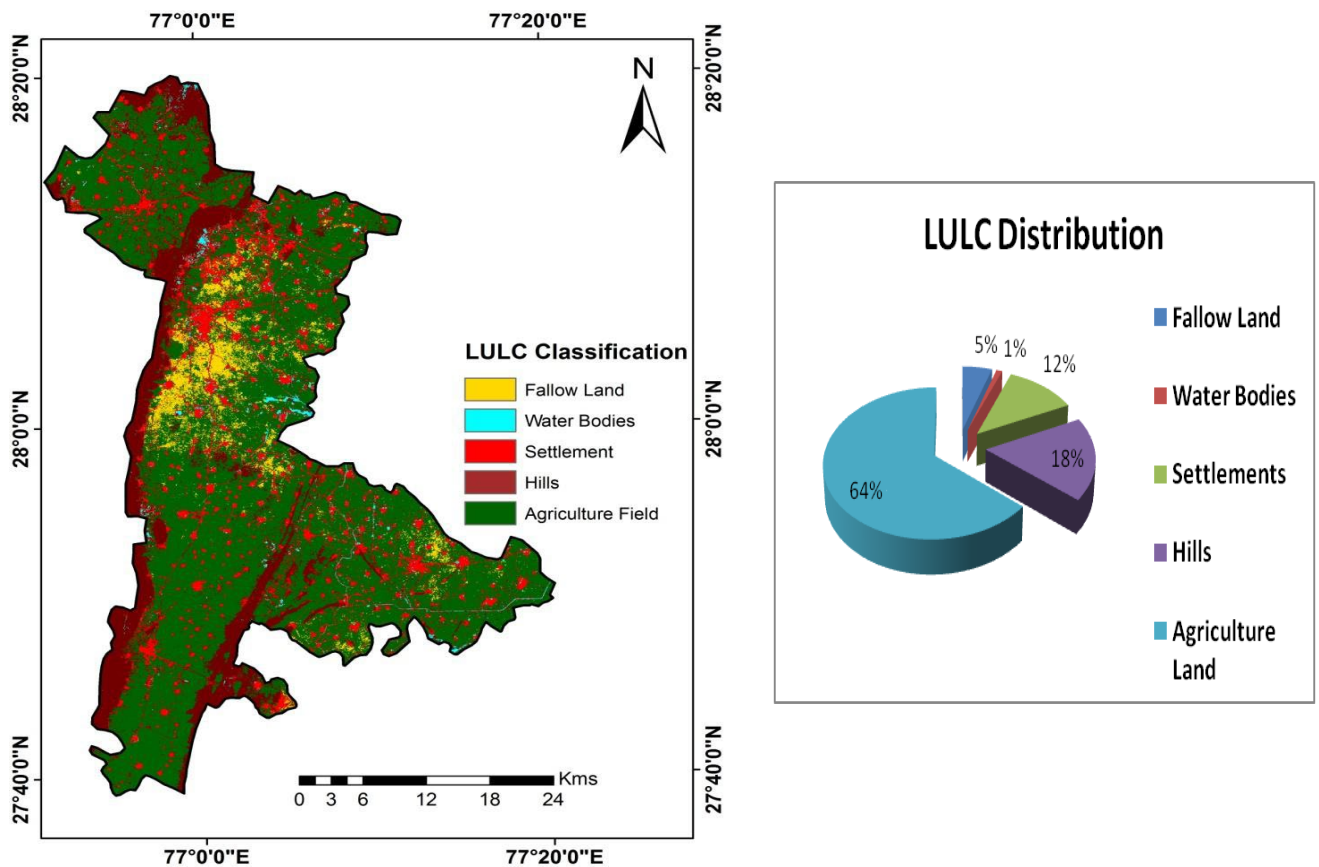 77°0'0"E
77°20'0"E
28°20'0"N
28°20'0"N
N
LULC Classification
Fallow Land
Water Bodies
Settlement
Hills
Agriculture Field
28°0'0"N
28°0'0"N
27°40'0"N
27°40'0"N
Kms
0 3 6 12 18 24
77°0'0"E
77°20'0"E
LULC Distribution
5%
1%
12%
18%
64%
Fallow Land
Water Bodies
Settlements
Hills
Agriculture
Land